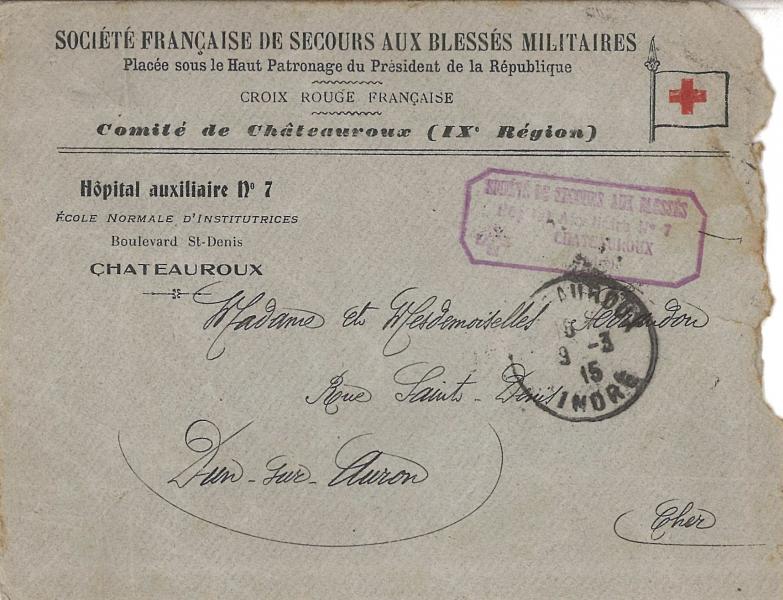 SOCIÉTÉ FRANÇAISE DE SECOURS AUX BLESSÉS MILITAIRES
Placée sous le Haut Patronage du Président de la République
CROIX ROUGE FRANÇAISE
Comité de Châteauroux (IXᵉ Région)
Hôpital auxiliaire Nº 7
ÉCOLE NORMALE D'INSTITUTRICES
Boulevard St-Denis
CHATEAUROUX
SOCIÉTÉ DE SECOURS AUX BLESSÉS
Nº 7
CHATEAUROUX
9 -3
15
INDRE
Madame et Mesdemoiselles
Rue Saint-Denis
Dun-sur-Auron
Cher